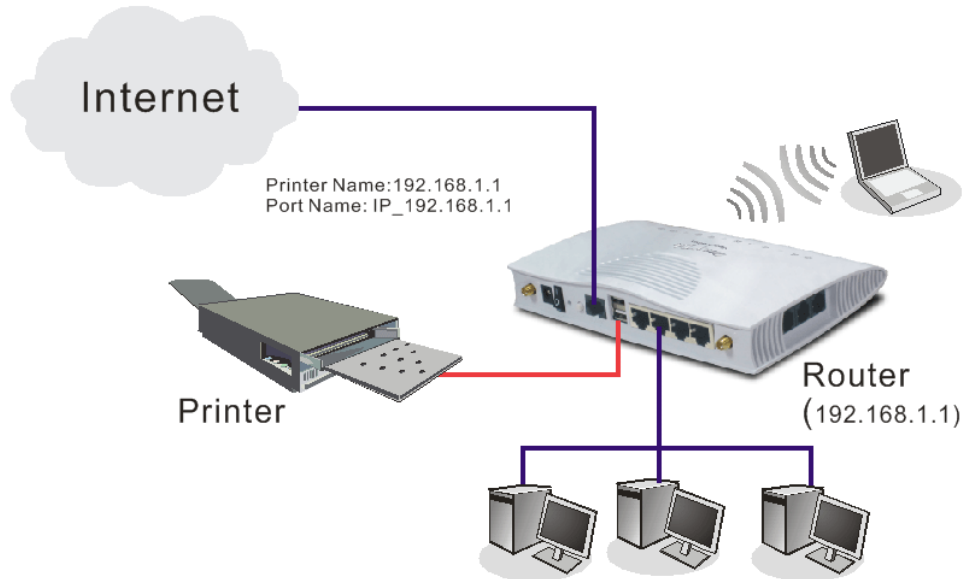 Internet
Printer Name:192.168.1.1
Port Name: IP_192.168.1.1
Printer
Router
(192.168.1.1)